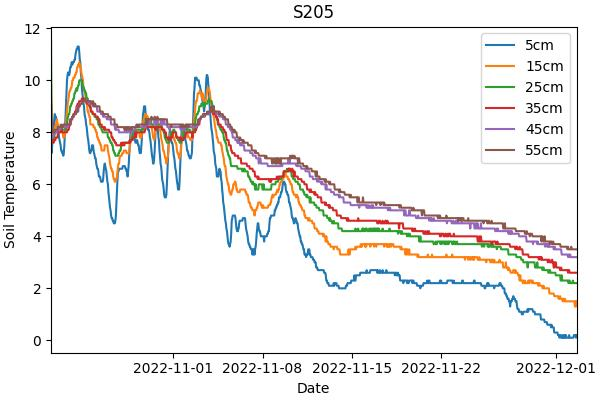 S205
12
10
8
6
4
2
0
Soil Temperature
5cm
15cm
25cm
35cm
45cm
55cm
2022-11-01 2022-11-08 2022-11-15 2022-11-22 2022-12-01
Date